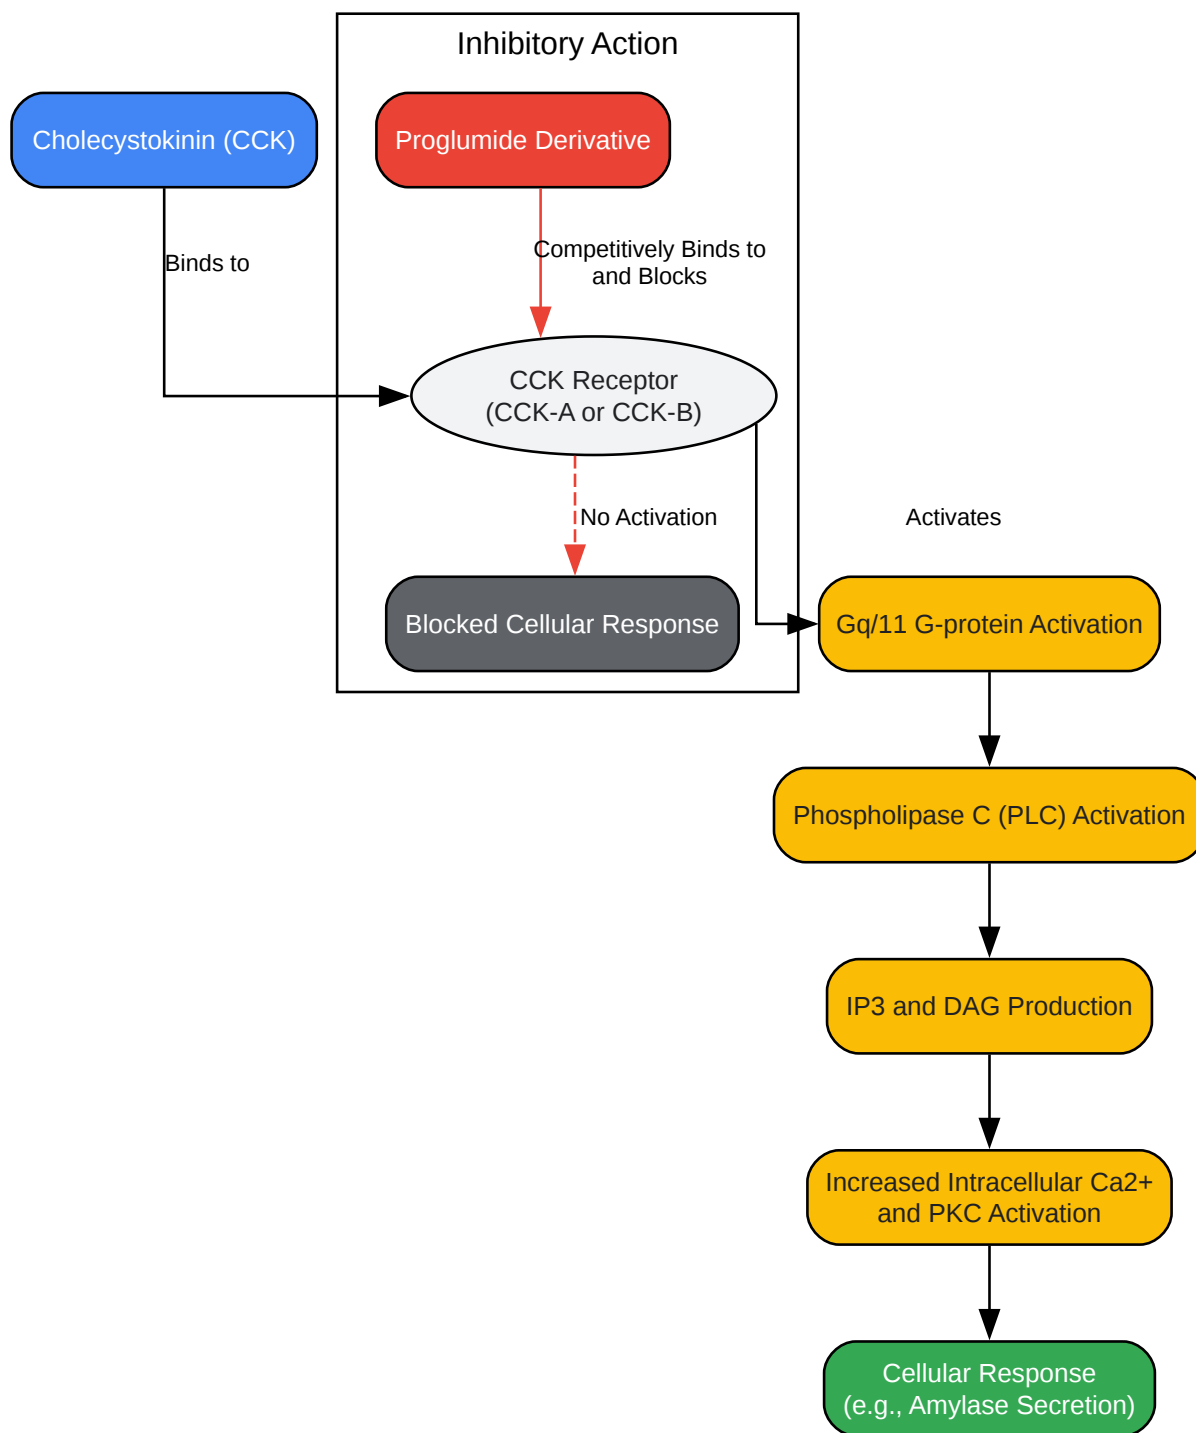 Inhibitory Action
Cholecystokinin (CCK)
Proglumide Derivative
Binds to
Competitively Binds to
and Blocks
CCK Receptor
(CCK-A or CCK-B)
No Activation
Activates
Blocked Cellular Response
Gq/11 G-protein Activation
Phospholipase C (PLC) Activation
IP3 and DAG Production
Increased Intracellular Ca2+
and PKC Activation
Cellular Response
(e.g., Amylase Secretion)